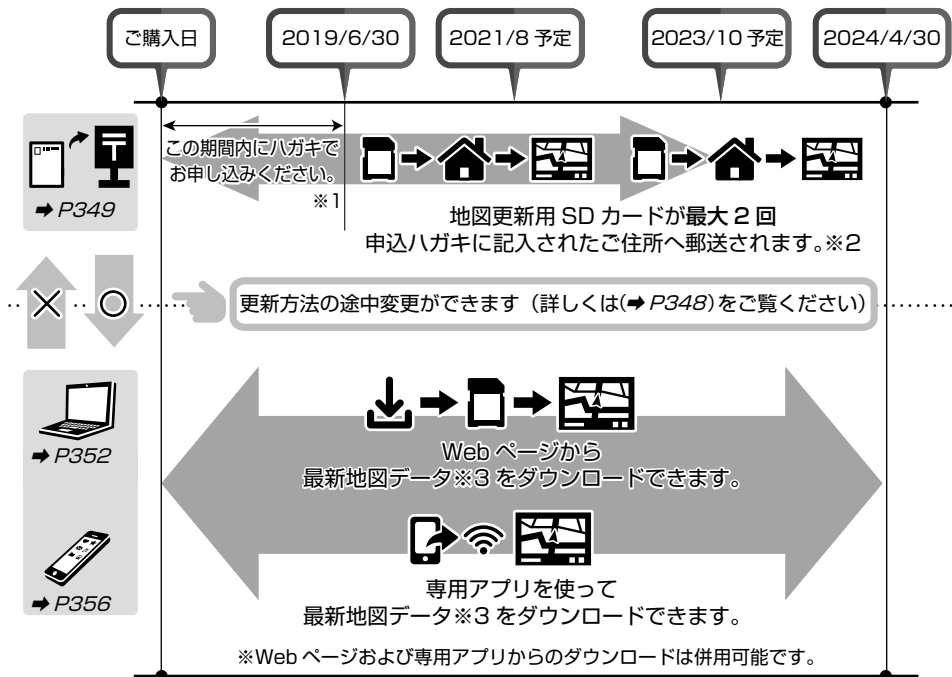 ご購入日
2019/6/30
2021/8 予定
2023/10 予定
2024/4/30
〒
➡ P349
この期間内にハガキで
お申し込みください。
※1
地図更新用 SD カードが最大 2 回
申込ハガキに記入されたご住所へ郵送されます。※2
更新方法の途中変更ができます（詳しくは(➡ P348)をご覧ください）
➡ P352
Web ページから
最新地図データ※3 をダウンロードできます。
➡ P356
専用アプリを使って
最新地図データ※3 をダウンロードできます。
※Web ページおよび専用アプリからのダウンロードは併用可能です。